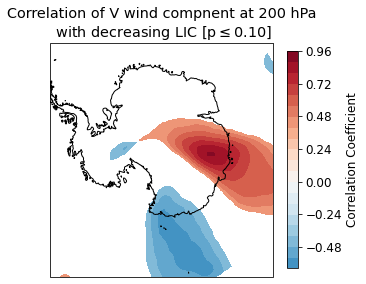 Correlation of V wind compnent at 200 hPa
with decreasing LIC [p ≤ 0.10]
0.96
0.72
0.48
0.24
0.00
−0.24
−0.48
Correlation Coefficient